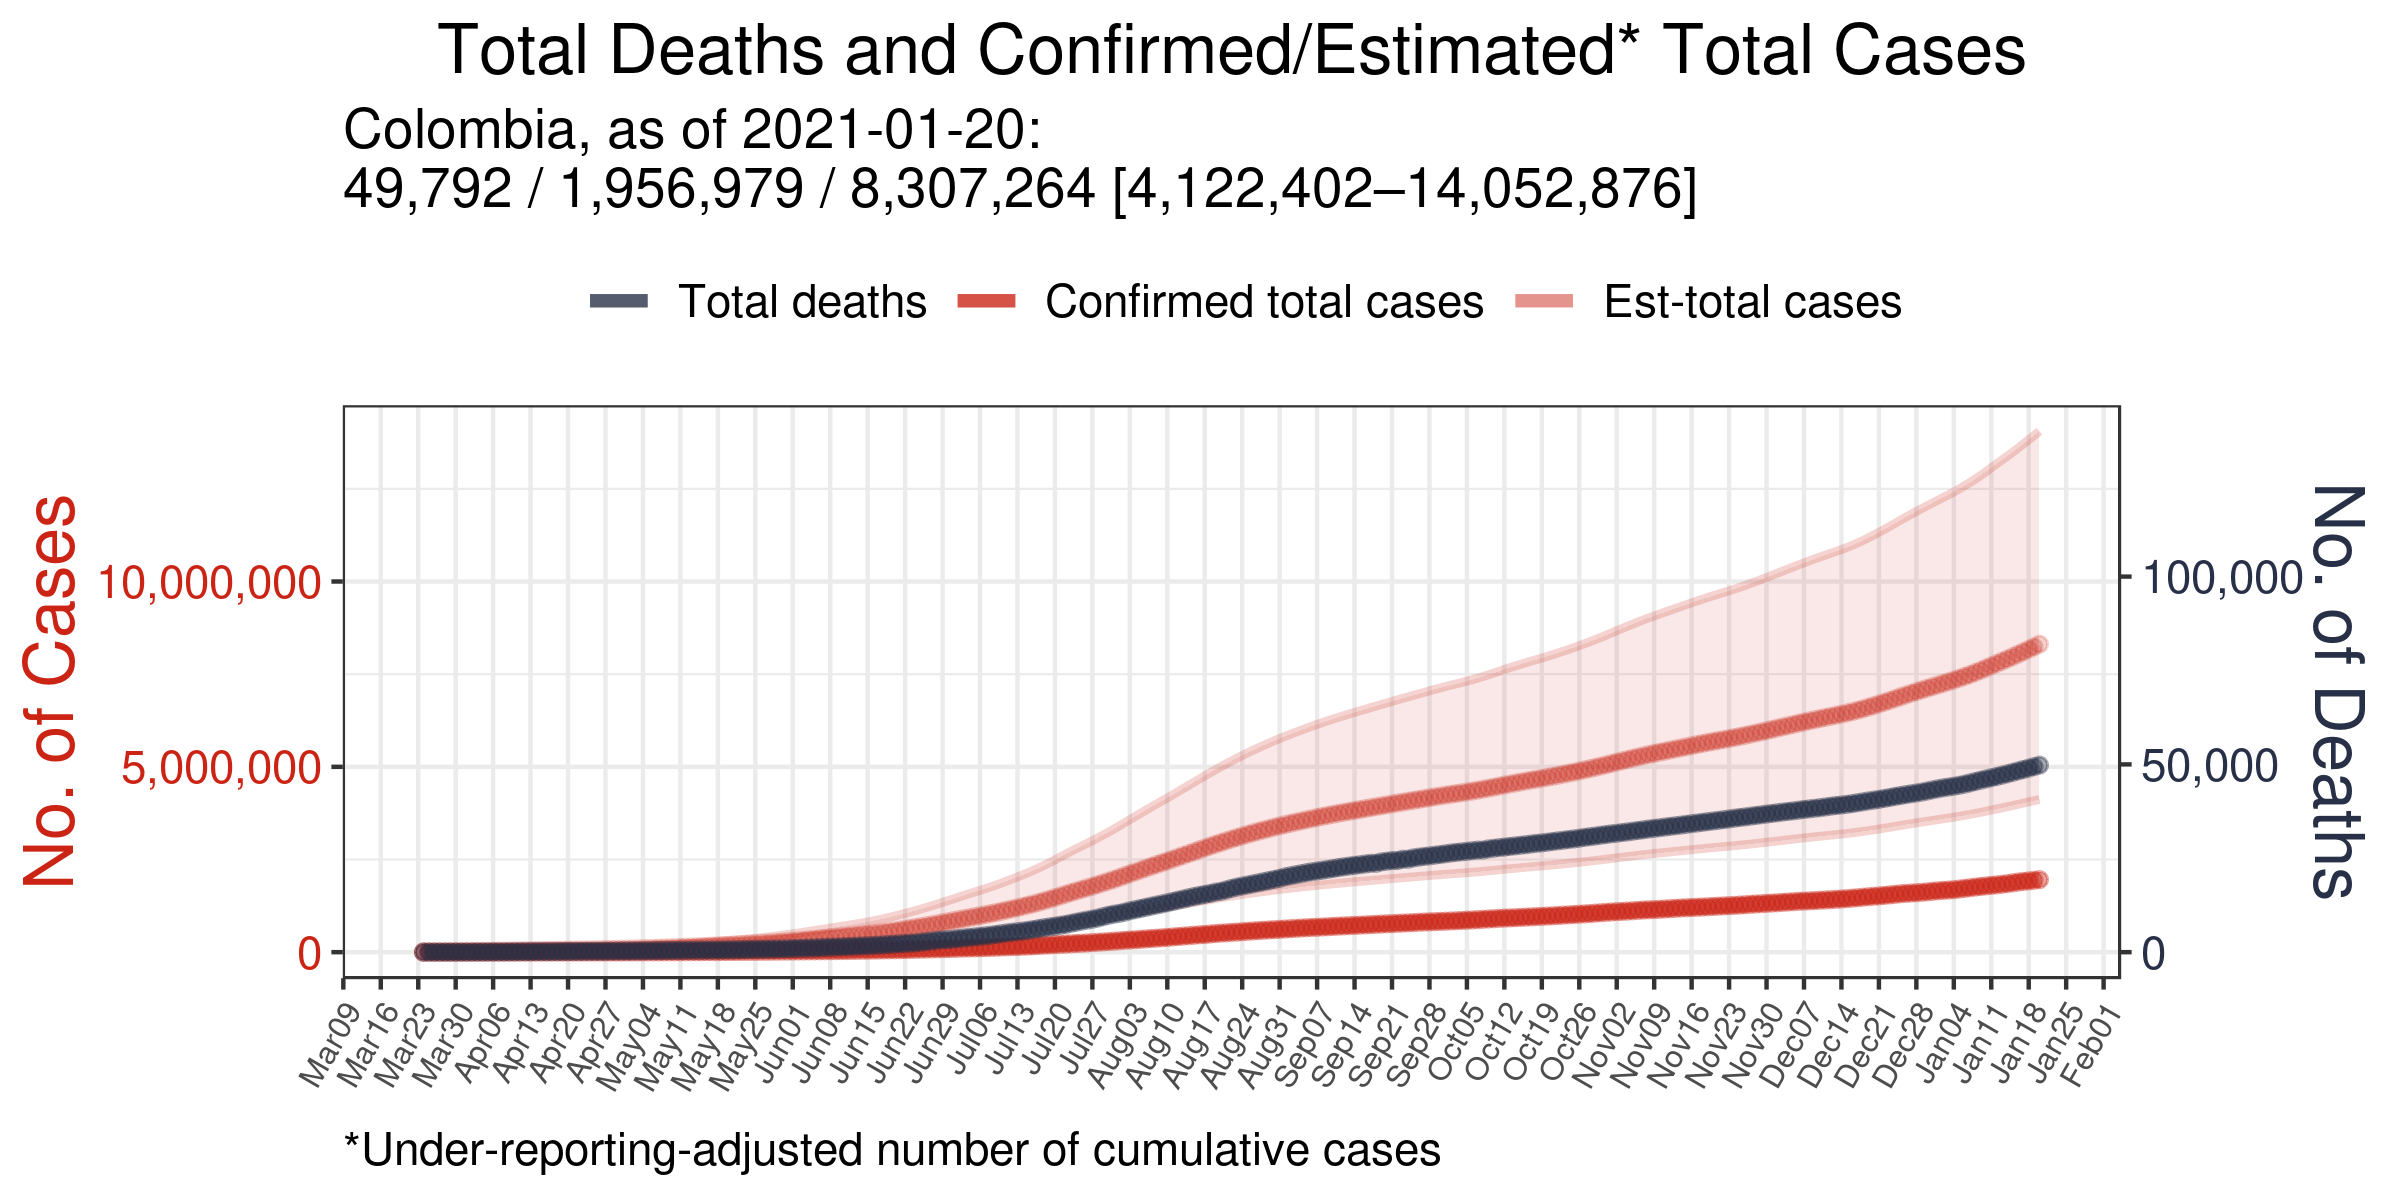 Total Deaths and Confirmed/Estimated* Total Cases
Colombia, as of 2021-01-20:
49,792 / 1,956,979 / 8,307,264 [4,122,402–14,052,876]
Total deaths Confirmed total cases Est-total cases
No. of Cases
10,000,000
5,000,000
0
No. of Deaths
100,000
50,000
0
Mar09 Mar16 Mar23 Mar30 Apr06 Apr13 Apr20 Apr27 May04 May11 May18 May25 Jun01 Jun08 Jun15 Jun22 Jun29 Jul06 Jul13 Jul20 Jul27 Aug03 Aug10 Aug17 Aug24 Aug31 Sep07 Sep14 Sep21 Sep28 Oct05 Oct12 Oct19 Oct26 Nov02 Nov09 Nov16 Nov23 Nov30 Dec07 Dec14 Dec21 Dec28 Jan04 Jan11 Jan18 Jan25 Feb01
*Under-reporting-adjusted number of cumulative cases